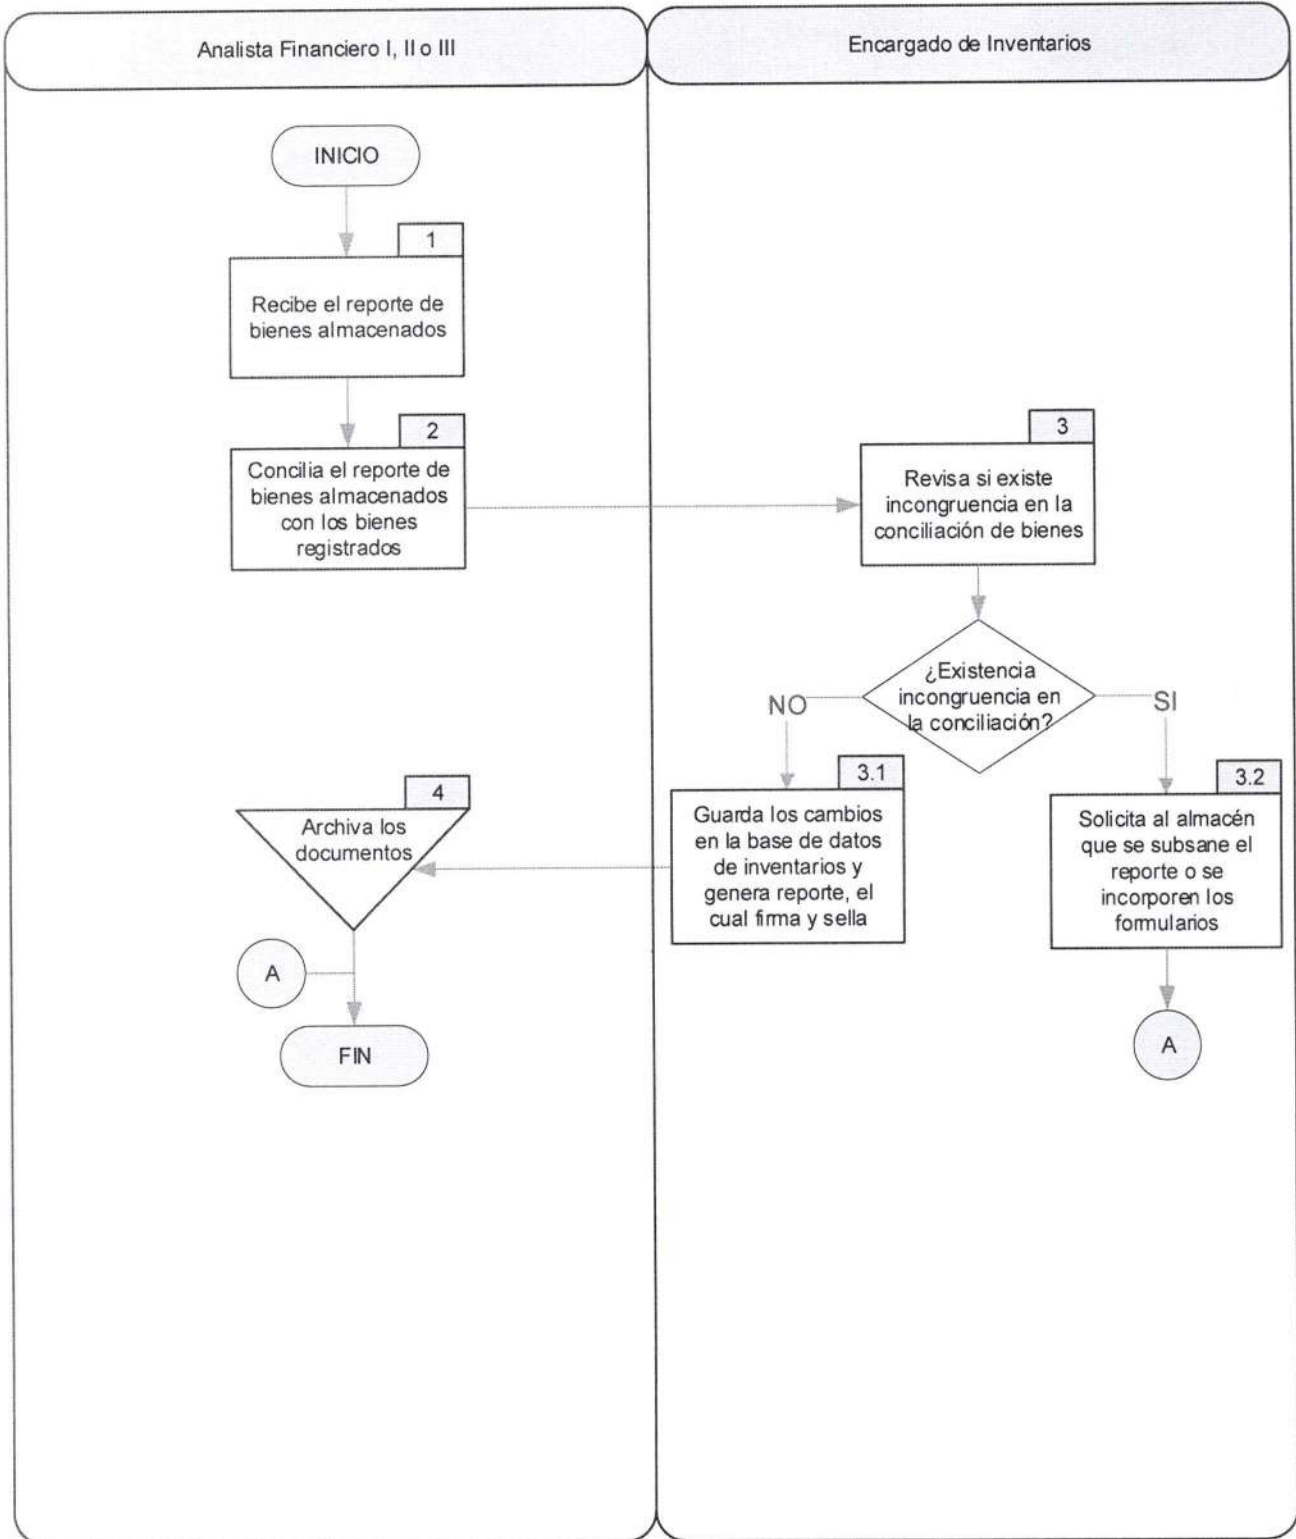 Analista Financiero I, II o III
Encargado de Inventarios
INICIO
1
Recibe el reporte de
bienes almacenados
2
Concilia el reporte de
bienes almacenados
con los bienes
registrados
3
Revisa si existe
incongruencia en la
conciliación de bienes
¿Existencia
incongruencia en
la conciliación?
NO
SI
3.1
Guarda los cambios
en la base de datos
de inventarios y
genera reporte, el
cual firma y sella
3.2
Solicita al almacén
que se subsane el
reporte o se
incorporen los
formularios
4
Archiva los
documentos
A
FIN
A